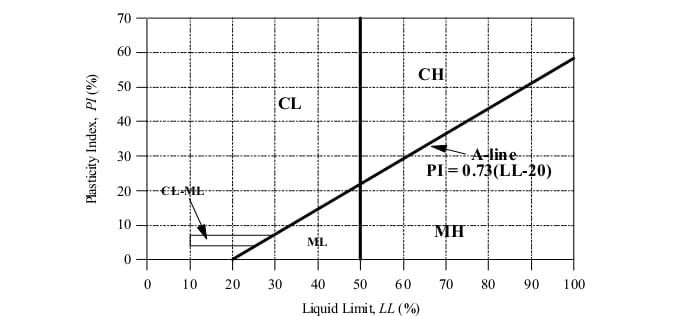 70
60
50
40
30
20
10
0
Plasticity Index, PI (%)
CH
CL
A-line
PI = 0.73(LL-20)
CL-ML
MH
ML
0 10 20 30 40 50 60 70 80 90 100
Liquid Limit, LL (%)